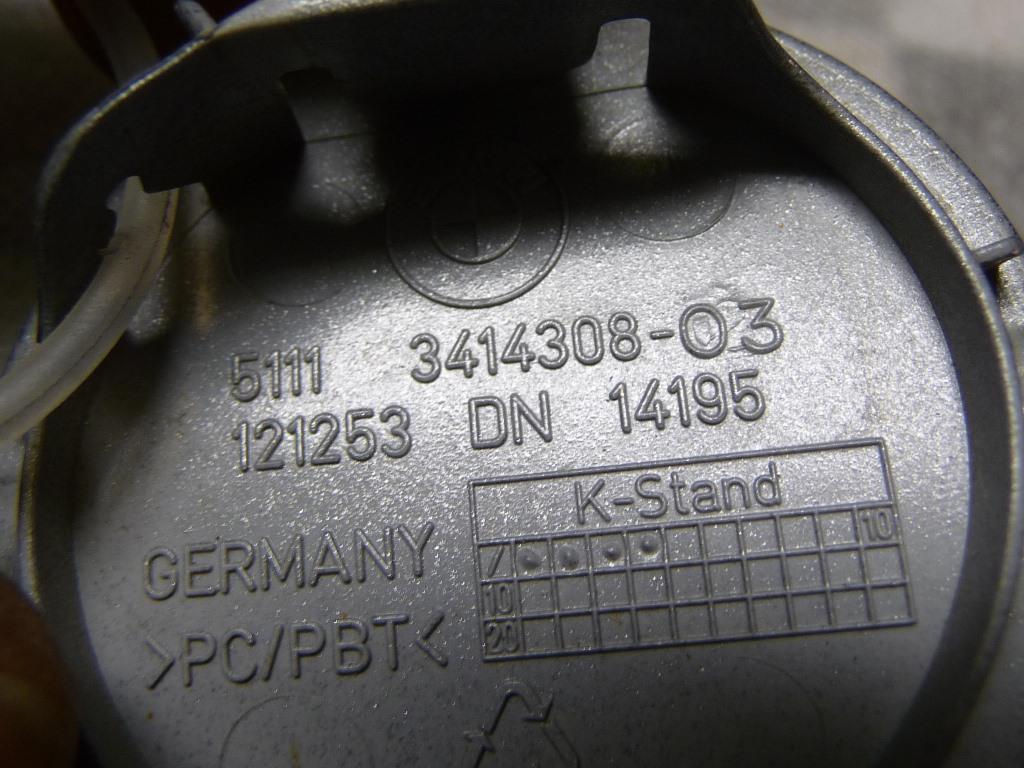 5111 3414308-03
121253 DN 14195
K-Stand
10
/
10
20
GERMANY
>PC/PBT<